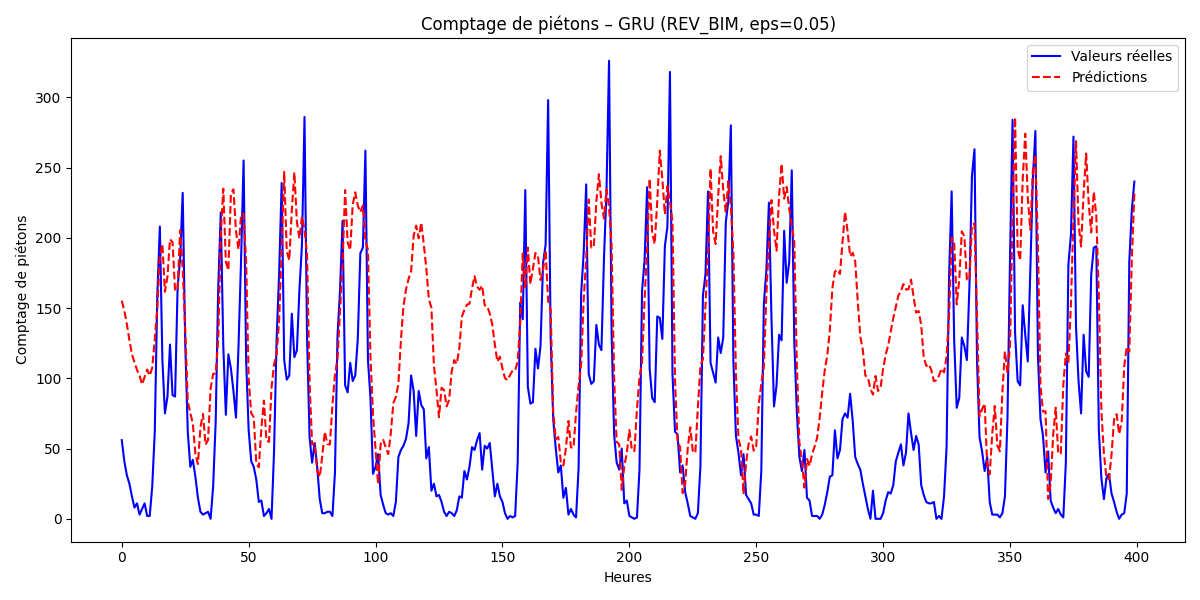 Comptage de piétons – GRU (REV_BIM, eps=0.05)
Valeurs réelles
Prédictions
Comptage de piétons
300
250
200
150
100
50
0
0 50 100 150 200 250 300 350 400
Heures